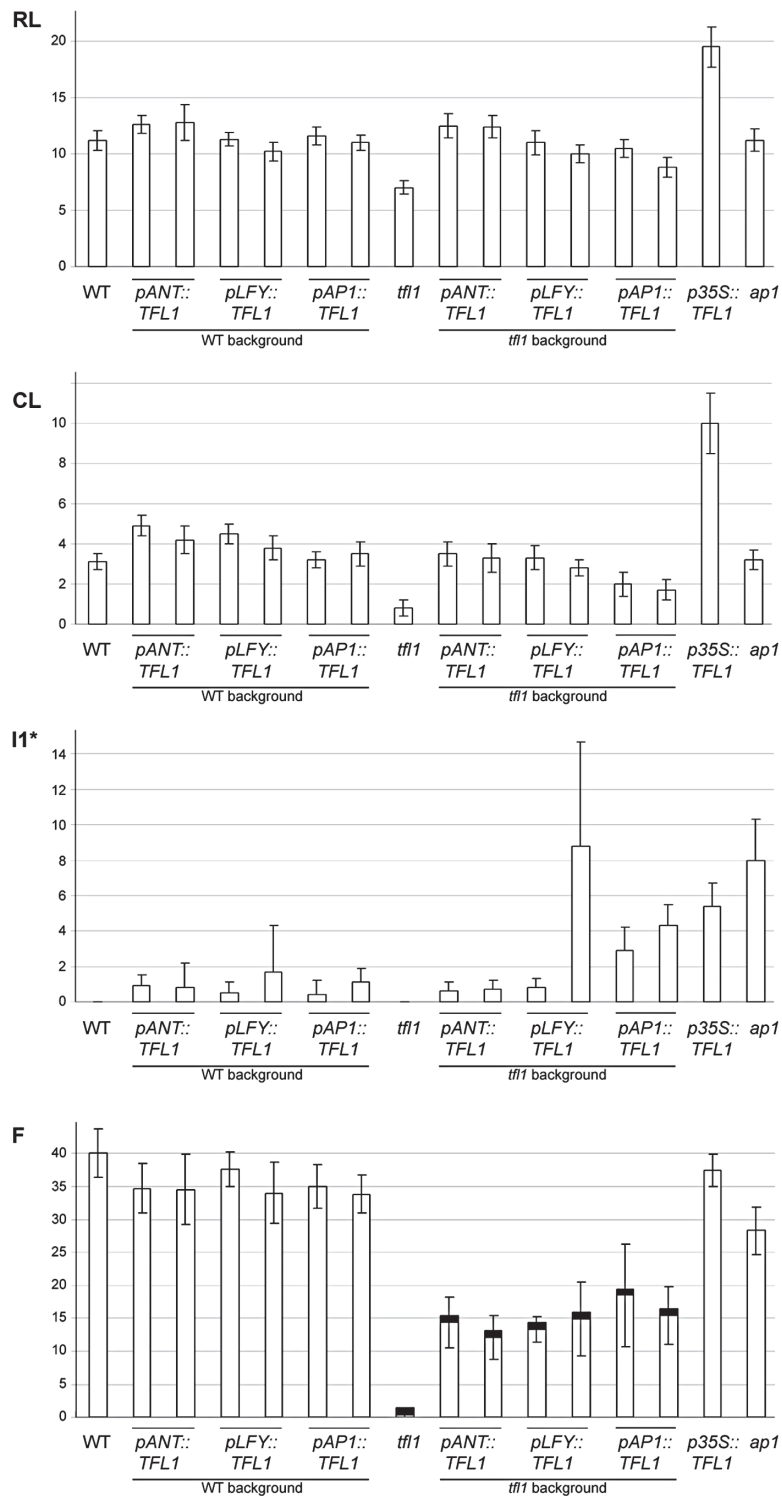 RL
20
15
10
5
0
WT pANT:: pLFY:: pAP1:: tfl1 pANT:: pLFY:: pAP1:: p35S:: ap1
TFL1 TFL1 TFL1 TFL1 TFL1 TFL1 TFL1
WT background tfl1 background
CL
10
8
6
4
2
0
WT pANT:: pLFY:: pAP1:: tfl1 pANT:: pLFY:: pAP1:: p35S:: ap1
TFL1 TFL1 TFL1 TFL1 TFL1 TFL1 TFL1
WT background tfl1 background
I1*
14
12
10
8
6
4
2
0
WT pANT:: pLFY:: pAP1:: tfl1 pANT:: pLFY:: pAP1:: p35S:: ap1
TFL1 TFL1 TFL1 TFL1 TFL1 TFL1 TFL1
WT background tfl1 background
F
40
35
30
25
20
15
10
5
0
WT pANT:: pLFY:: pAP1:: tfl1 pANT:: pLFY:: pAP1:: p35S:: ap1
TFL1 TFL1 TFL1 TFL1 TFL1 TFL1 TFL1
WT background tfl1 background